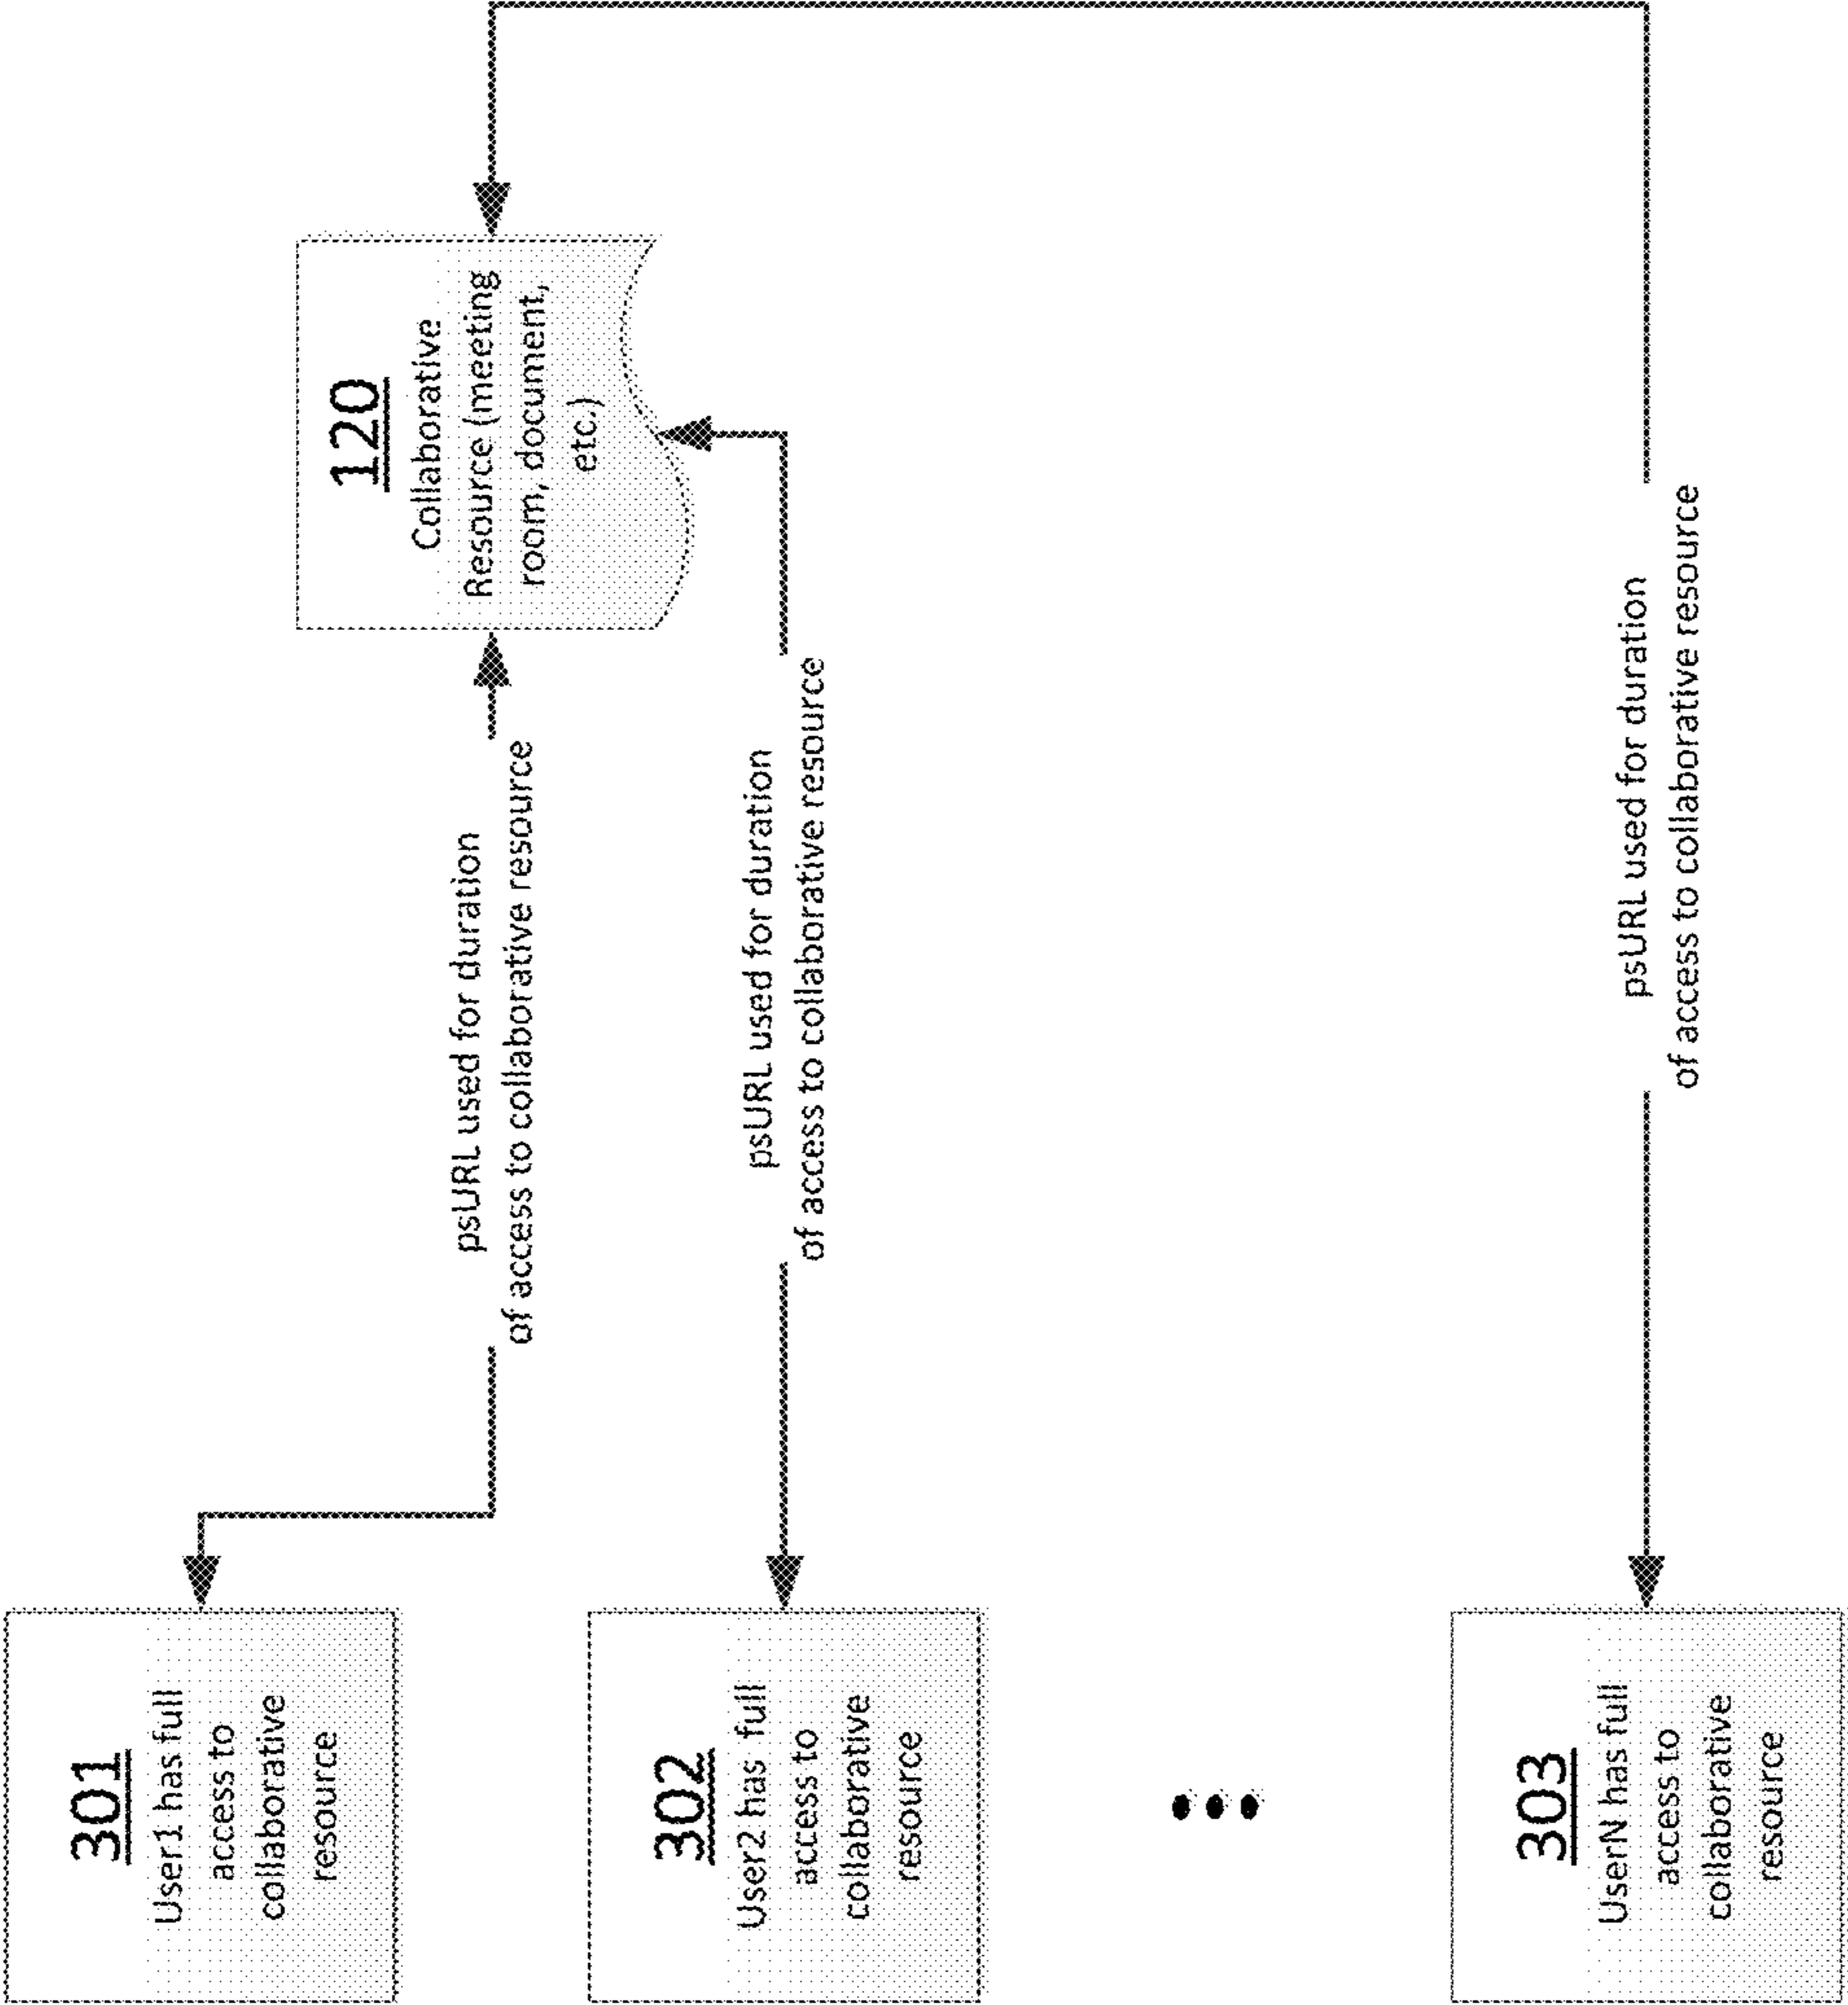 301
User1 has full
access to
collaborative
resource
psURL used for duration
of access to collaborative resource
120
Collaborative
Resource (meeting
room, document,
etc.)
302
User2 has full
access to
collaborative
resource
psURL used for duration
of access to collaborative resource
303
UserN has full
access to
collaborative
resource
psURL used for duration
of access to collaborative resource